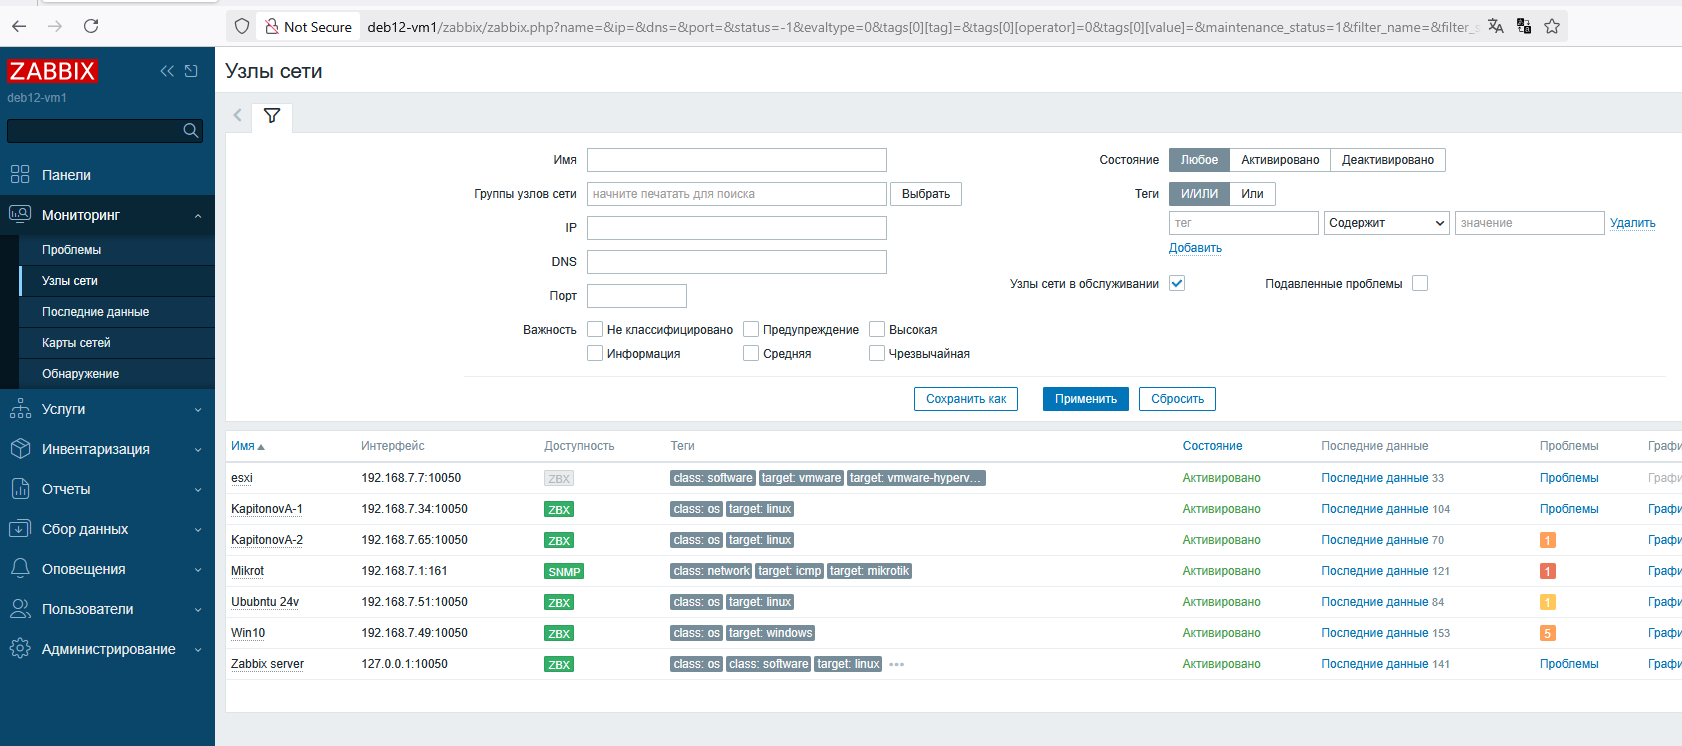 Not Secure deb12-vm1/zabbix/zabbix.php?name=&ip=&dns=&port=&status=-1&evaltype=0&tags[0][tag]=&tags[0][operator]=0&tags[0][value]=&maintenance_status=1&filter_name=&filter_
ZABBIX
deb12-vm1
Панели
Мониторинг
Проблемы
Узлы сети
Последние данные
Карты сетей
Обнаружение
Услуги
Инвентаризация
Отчеты
Сбор данных
Оповещения
Пользователи
Администрирование
Узлы сети
Имя
Группы узлов сети начните печатать для поиска Выбрать
IP
DNS
Порт
Важность Не классифицировано Предупреждение Высокая
Информация Средняя Чрезвычайная
Состояние Любое Активировано Деактивировано
Теги И/ИЛИ Или
тег Содержит значение Удалить
Добавить
Узлы сети в обслуживании Подавленные проблемы
Сохранить как Применить Сбросить
Имя Интерфейс Доступность Теги Состояние Последние данные Проблемы Графи
esxi 192.168.7.7:10050 ZBX class: software target: vmware target: vmware-hyperv... Активировано Последние данные 33 Проблемы Графи
KapitonovA-1 192.168.7.34:10050 ZBX class: os target: linux Активировано Последние данные 104 Проблемы Графи
KapitonovA-2 192.168.7.65:10050 ZBX class: os target: linux Активировано Последние данные 70 1 Графи
Mikrot 192.168.7.1:161 SNMP class: network target: icmp target: mikrotik Активировано Последние данные 121 1 Графи
Ububntu 24v 192.168.7.51:10050 ZBX class: os target: linux Активировано Последние данные 84 1 Графи
Win10 192.168.7.49:10050 ZBX class: os target: windows Активировано Последние данные 153 5 Графи
Zabbix server 127.0.0.1:10050 ZBX class: os class: software target: linux ••• Активировано Последние данные 141 Проблемы Графи